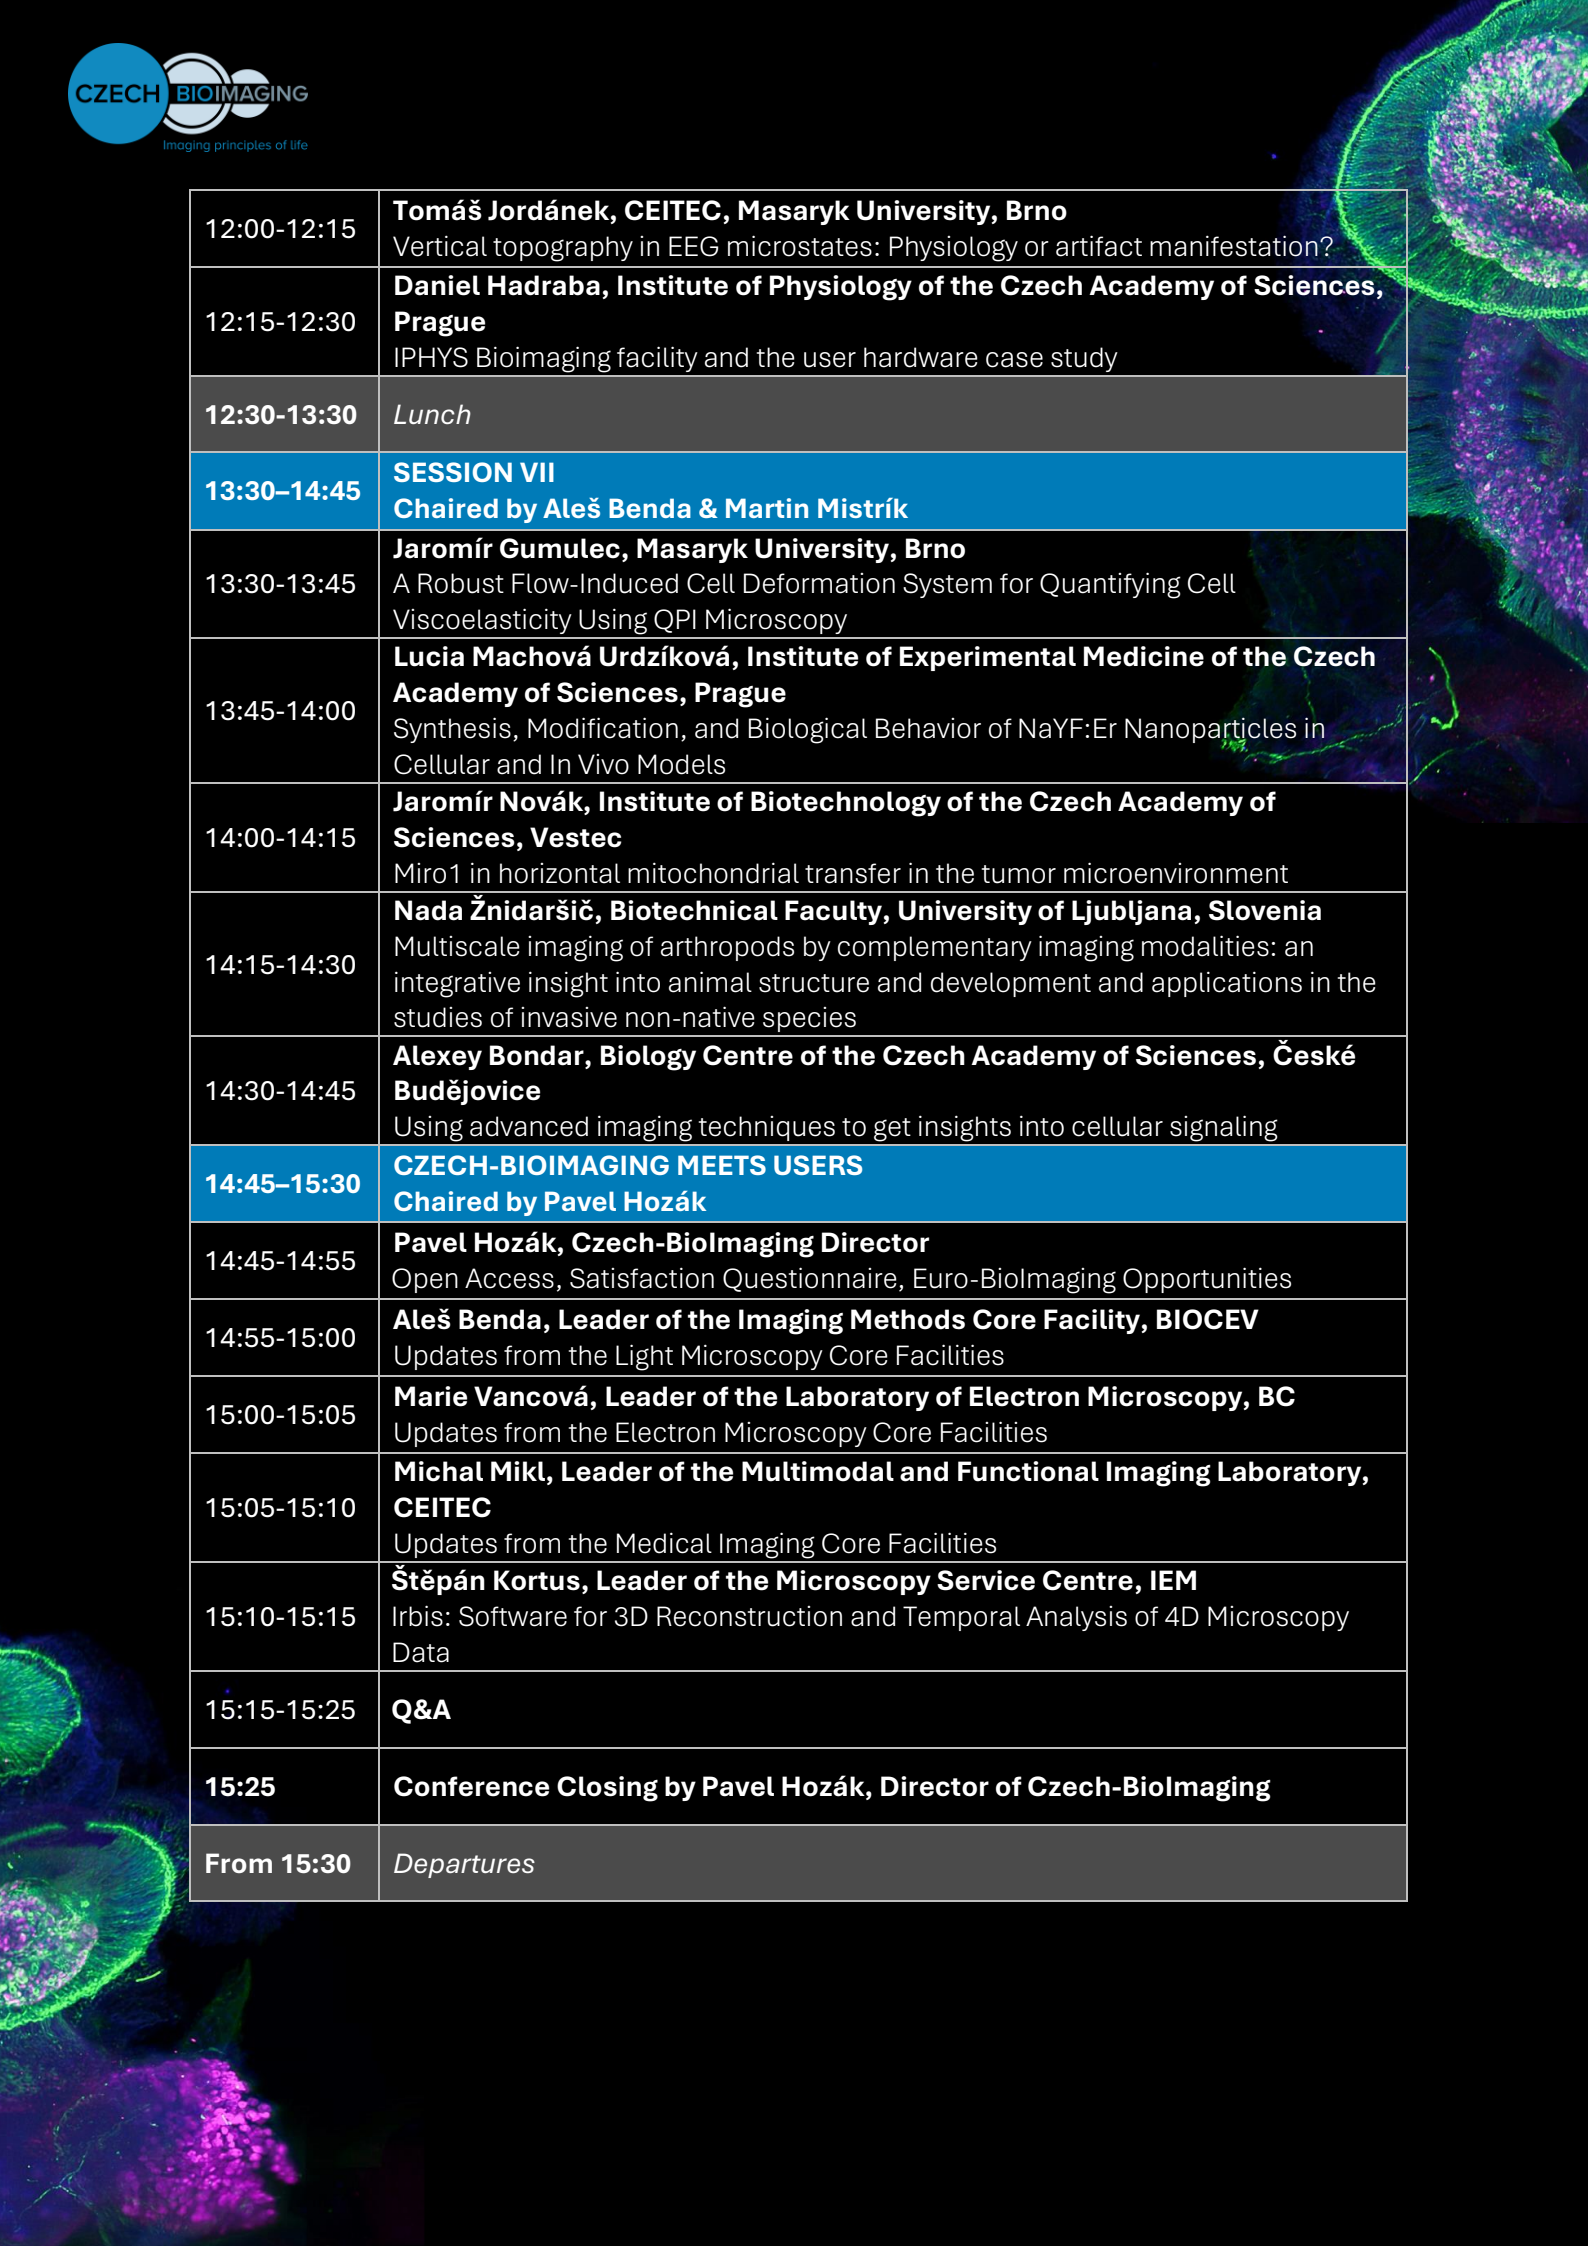 CZECH BIOIMAGING
Imaging principles of life
12:00-12:15
Tomáš Jordánek, CEITEC, Masaryk University, Brno
Vertical topography in EEG microstates: Physiology or artifact manifestation?
12:15-12:30
Daniel Hadraba, Institute of Physiology of the Czech Academy of Sciences,
Prague
IPHYS Bioimaging facility and the user hardware case study
12:30-13:30
Lunch
13:30–14:45
SESSION VII
Chaired by Aleš Benda & Martin Mistrík
13:30-13:45
Jaromír Gumulec, Masaryk University, Brno
A Robust Flow-Induced Cell Deformation System for Quantifying Cell
Viscoelasticity Using QPI Microscopy
13:45-14:00
Lucia Machová Urdzíková, Institute of Experimental Medicine of the Czech
Academy of Sciences, Prague
Synthesis, Modification, and Biological Behavior of NaYF:Er Nanoparticles in
Cellular and In Vivo Models
14:00-14:15
Jaromír Novák, Institute of Biotechnology of the Czech Academy of
Sciences, Vestec
Miro1 in horizontal mitochondrial transfer in the tumor microenvironment
14:15-14:30
Nada Žnidaršič, Biotechnical Faculty, University of Ljubljana, Slovenia
Multiscale imaging of arthropods by complementary imaging modalities: an
integrative insight into animal structure and development and applications in the
studies of invasive non-native species
14:30-14:45
Alexey Bondar, Biology Centre of the Czech Academy of Sciences, České
Budějovice
Using advanced imaging techniques to get insights into cellular signaling
14:45–15:30
CZECH-BIOIMAGING MEETS USERS
Chaired by Pavel Hozák
14:45-14:55
Pavel Hozák, Czech-BioImaging Director
Open Access, Satisfaction Questionnaire, Euro-BioImaging Opportunities
14:55-15:00
Aleš Benda, Leader of the Imaging Methods Core Facility, BIOCEV
Updates from the Light Microscopy Core Facilities
15:00-15:05
Marie Vancová, Leader of the Laboratory of Electron Microscopy, BC
Updates from the Electron Microscopy Core Facilities
15:05-15:10
Michal Mikl, Leader of the Multimodal and Functional Imaging Laboratory,
CEITEC
Updates from the Medical Imaging Core Facilities
15:10-15:15
Štěpán Kortus, Leader of the Microscopy Service Centre, IEM
Irbis: Software for 3D Reconstruction and Temporal Analysis of 4D Microscopy
Data
15:15-15:25
Q&A
15:25
Conference Closing by Pavel Hozák, Director of Czech-BioImaging
From 15:30
Departures